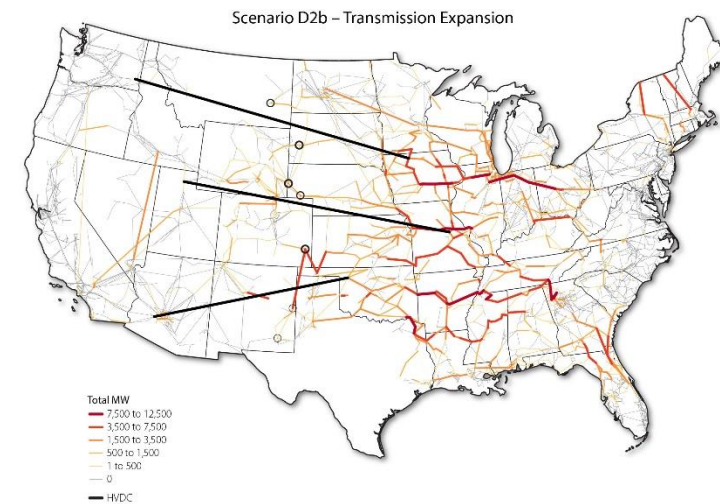 Scenario D2b – Transmission Expansion
Total MW
7,500 to 12,500
3,500 to 7,500
1,500 to 3,500
500 to 1,500
1 to 500
0
HVDC